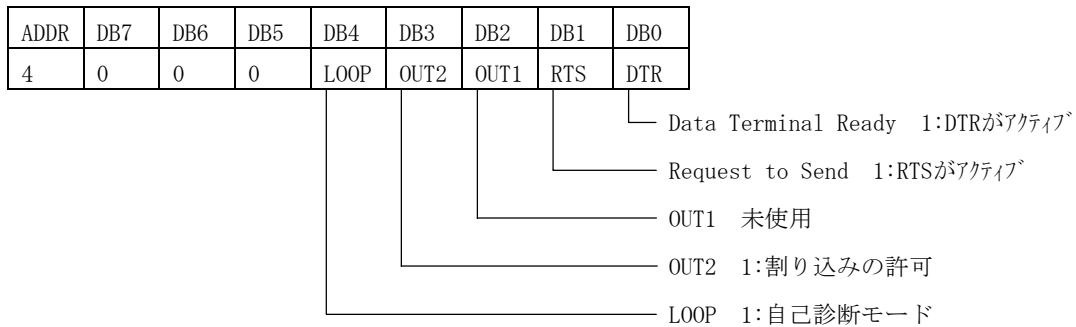 ADDR DB7 DB6 DB5 DB4 DB3 DB2 DB1 DB0
4 0 0 0 LOOP OUT2 OUT1 RTS DTR
Data Terminal Ready 1:DTRがｱｸﾃｨﾌﾞ
Request to Send 1:RTSがｱｸﾃｨﾌﾞ
OUT1 未使用
OUT2 1:割り込みの許可
LOOP 1:自己診断モード